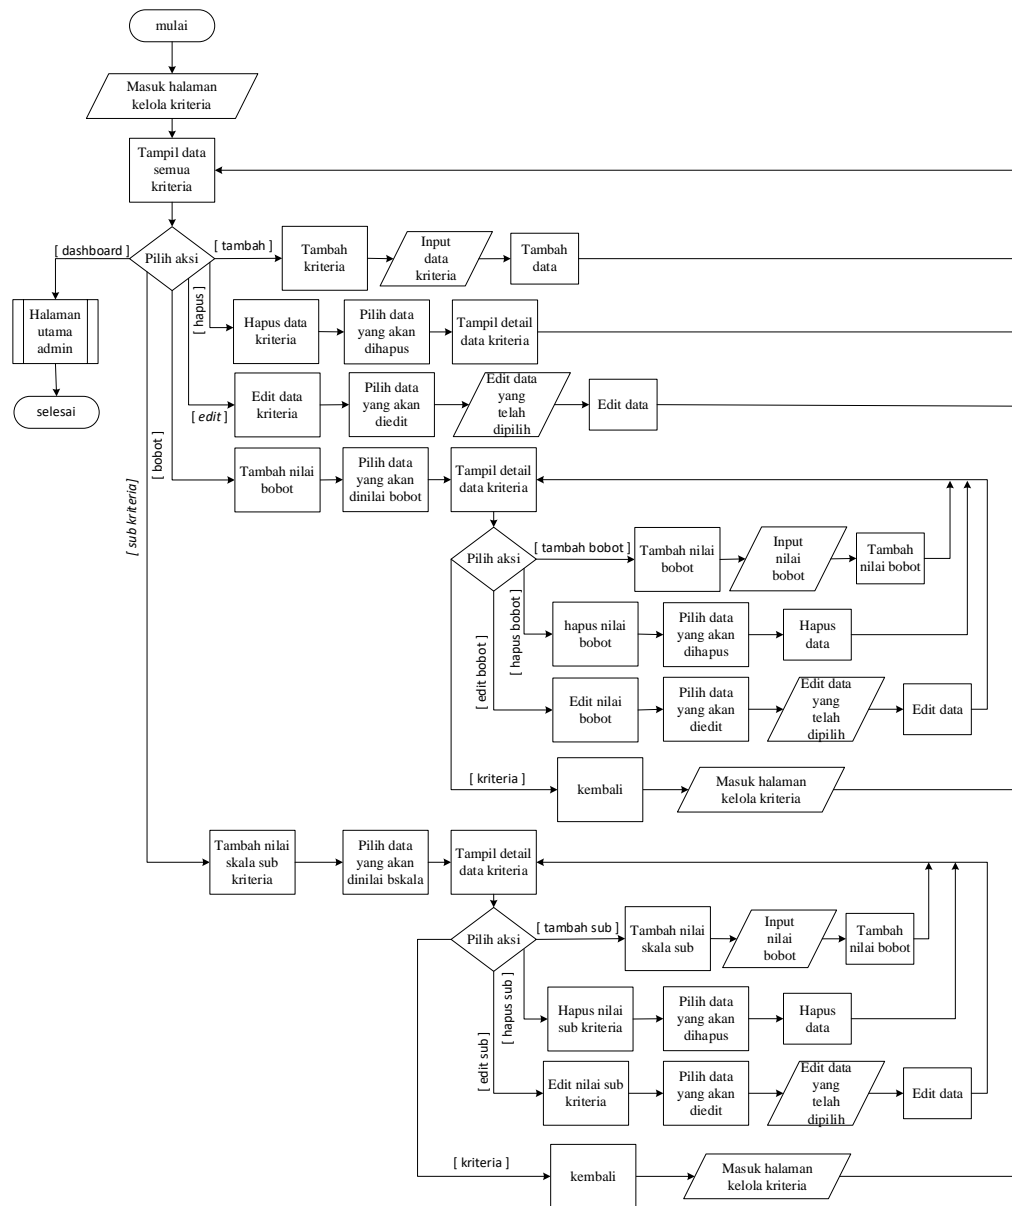 mulai
Masuk halaman
kelola kriteria
Tampil data
semua
kriteria
[ dashboard ]
Pilih aksi
[ tambah ]
Tambah
kriteria
Input
data
kriteria
Tambah
data
Halaman
utama
admin
selesai
[ hapus ]
Hapus data
kriteria
Pilih data
yang akan
dihapus
Tampil detail
data kriteria
[ edit ]
Edit data
kriteria
Pilih data
yang akan
diedit
Edit data
yang
telah
dipilih
Edit data
[ bobot ]
Tambah nilai
bobot
Pilih data
yang akan
dinilai bobot
Tampil detail
data kriteria
Pilih aksi
[ tambah bobot ]
Tambah nilai
bobot
Input
nilai
bobot
Tambah
nilai bobot
[ hapus bobot ]
hapus nilai
bobot
Pilih data
yang akan
dihapus
Hapus
data
[ edit bobot ]
Edit nilai
bobot
Pilih data
yang akan
diedit
Edit data
yang
telah
dipilih
Edit data
[ kriteria ]
kembali
Masuk halaman
kelola kriteria
[ sub kriteria]
Tambah nilai
skala sub
kriteria
Pilih data
yang akan
dinilai bskala
Tampil detail
data kriteria
Pilih aksi
[ tambah sub ]
Tambah nilai
skala sub
Input
nilai
bobot
Tambah
nilai bobot
[ hapus sub ]
Hapus nilai
sub kriteria
Pilih data
yang akan
dihapus
Hapus
data
[ edit sub ]
Edit nilai sub
kriteria
Pilih data
yang akan
diedit
Edit data
yang
telah
dipilih
Edit data
[ kriteria ]
kembali
Masuk halaman
kelola kriteria